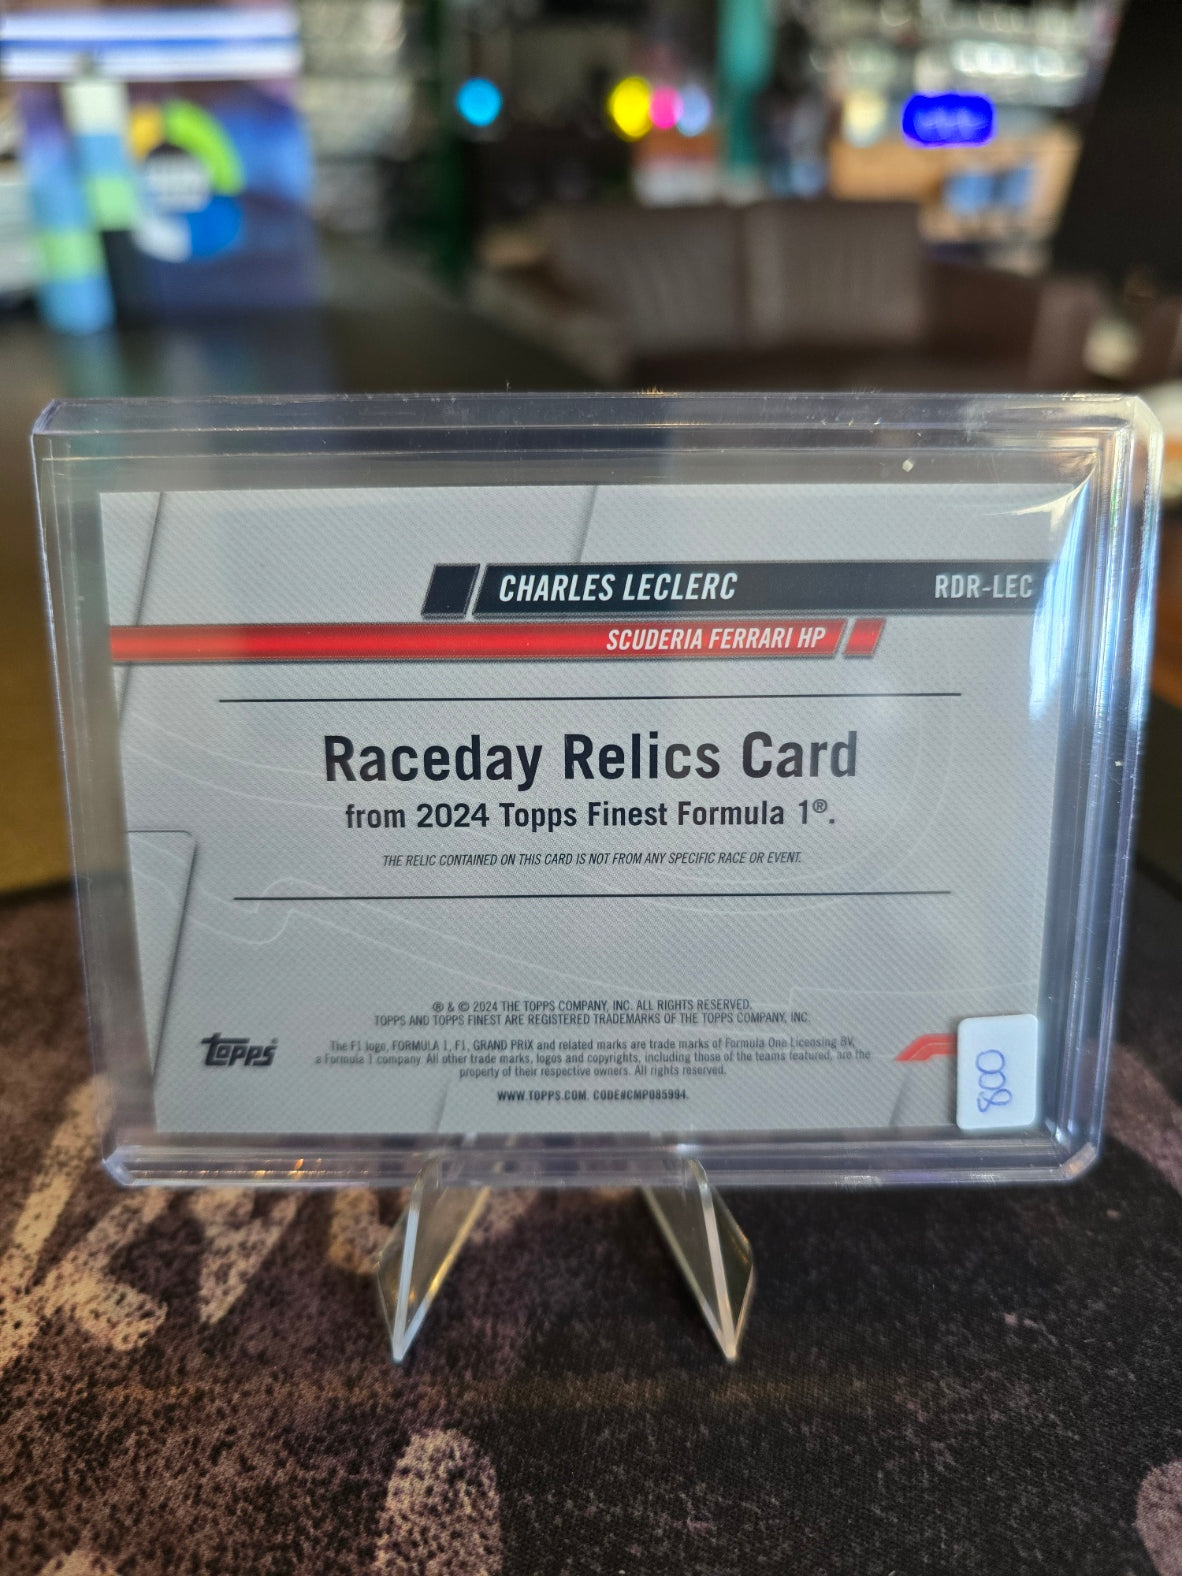 CHARLES LECLERC
RDR-LEC
SCUDERIA FERRARI HP
Raceday Relics Card
from 2024 Topps Finest Formula 1®.
THE RELIC CONTAINED ON THIS CARD IS NOT FROM ANY SPECIFIC RACE OR EVENT.
® & © 2024 THE TOPPS COMPANY, INC. ALL RIGHTS RESERVED.
TOPPS AND TOPPS FINEST ARE REGISTERED TRADEMARKS OF THE TOPPS COMPANY, INC.
topps
The F1 logo, FORMULA 1, F1, GRAND PRIX and related marks are trade marks of Formula One Licensing BV,
a Formula 1 company. All other trade marks, logos and copyrights, including those of the teams featured, are the
property of their respective owners. All rights reserved.
WWW.TOPPS.COM. CODE#CMP085994.
800